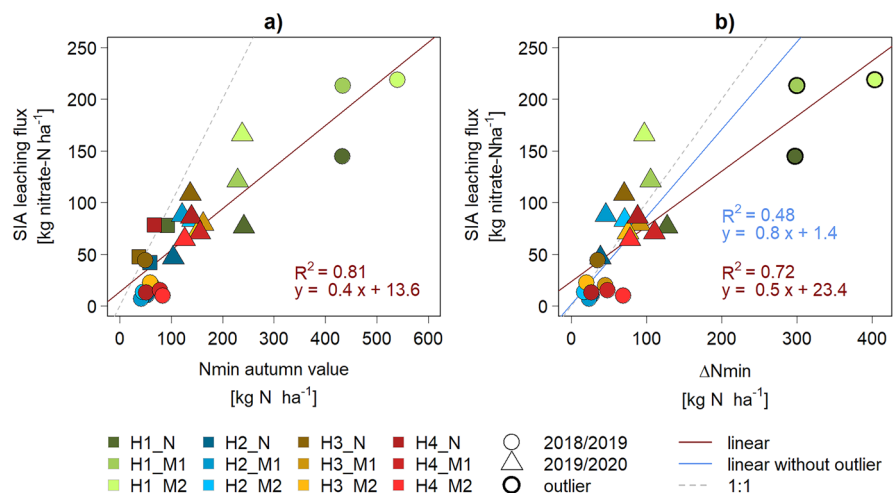 a)
SIA leaching flux
[kg nitrate-N ha⁻¹]
250
200
150
100
50
0
R² = 0.81
y = 0.4 x + 13.6
0 100 200 300 400 500 600
Nmin autumn value
[kg N ha⁻¹]
b)
SIA leaching flux
[kg nitrate-Nha⁻¹]
250
200
150
100
50
0
R² = 0.48
y = 0.8 x + 1.4
R² = 0.72
y = 0.5 x + 23.4
0 100 200 300 400
ΔNmin
[kg N ha⁻¹]
H1_N H2_N H3_N H4_N 2018/2019 linear
H1_M1 H2_M1 H3_M1 H4_M1 2019/2020 linear without outlier
H1_M2 H2_M2 H3_M2 H4_M2 outlier 1:1